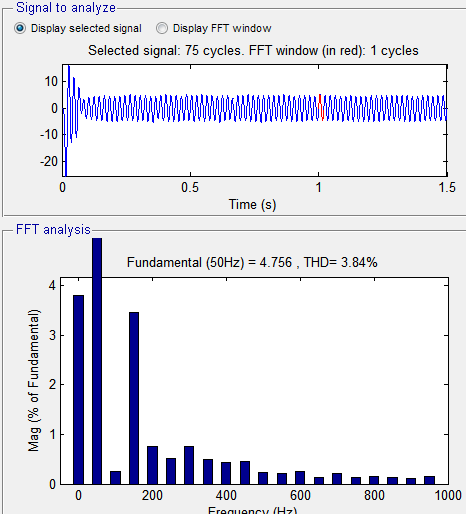 Signal to analyze
Display selected signal Display FFT window
Selected signal: 75 cycles. FFT window (in red): 1 cycles
10
0
-10
-20
0 0.5 1 1.5
Time (s)
FFT analysis
Fundamental (50Hz) = 4.756 , THD= 3.84%
4
3
2
1
0
Mag (% of Fundamental)
0 200 400 600 800 1000
Frequency (Hz)